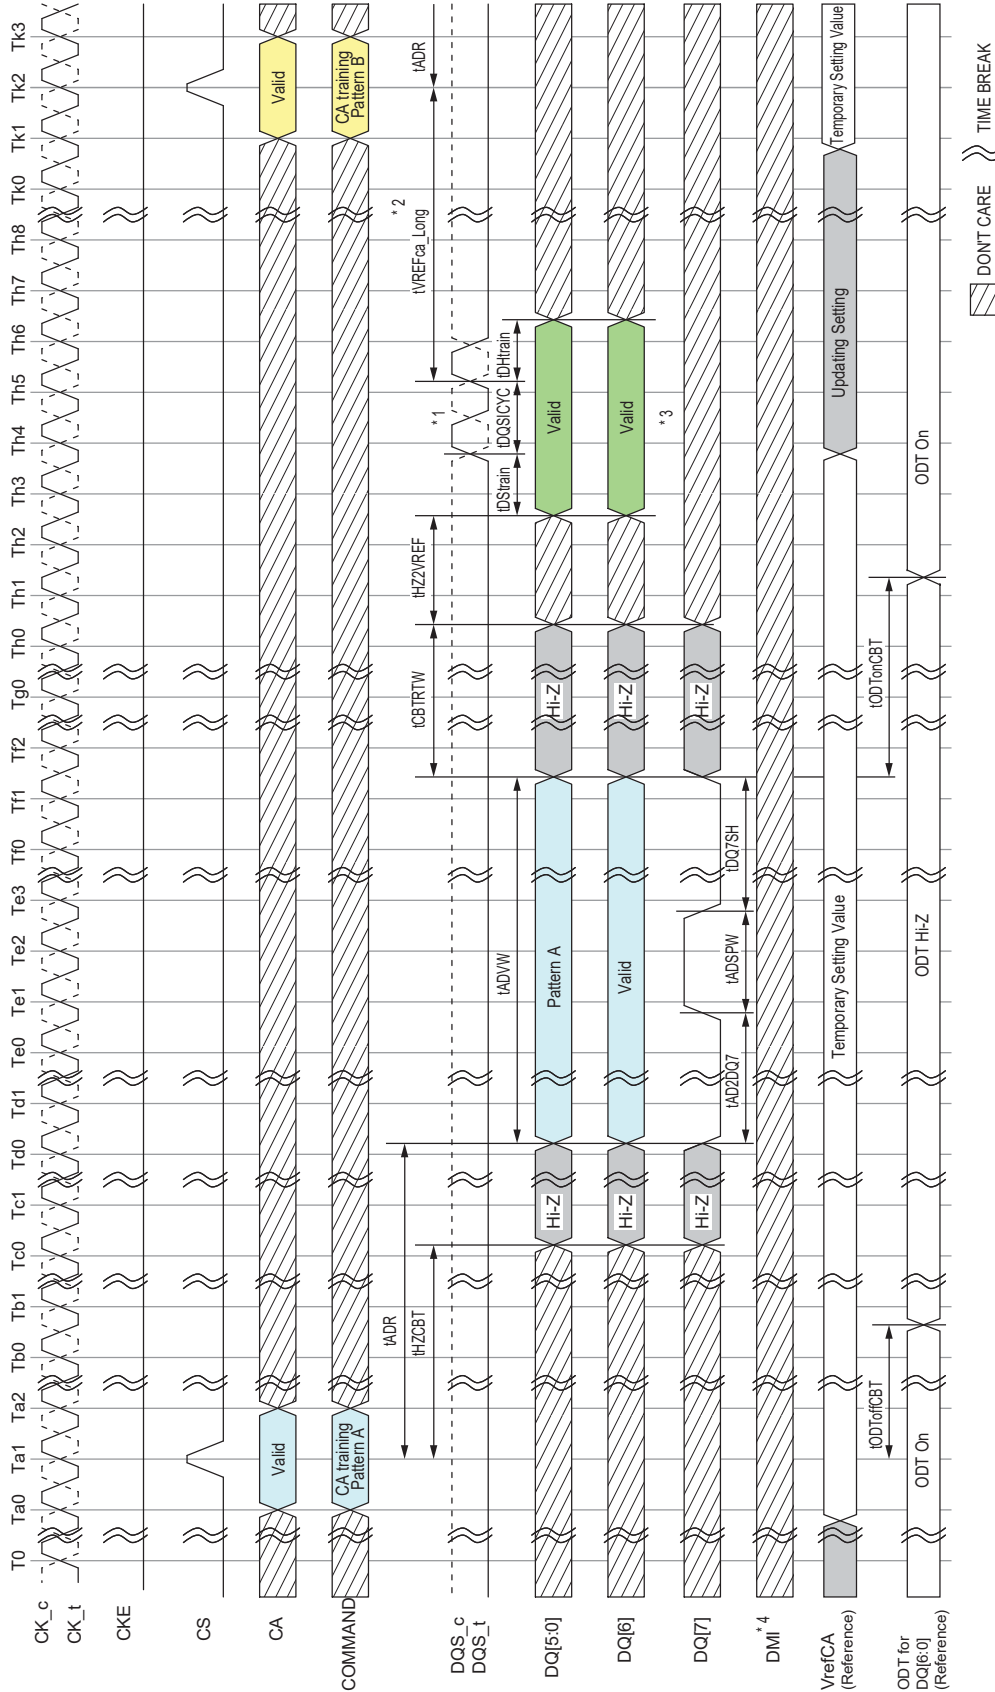 T0 Ta0 Ta1 Ta2 Tb0 Tb1 Tc0 Tc1 Td0 Td1 Te0 Te1 Te2 Te3 Tf0 Tf1 Tf2 Tg0 Th0 Th1 Th2 Th3 Th4 Th5 Th6 Th7 Th8 Tk0 Tk1 Tk2 Tk3
CK_c
CK_t
CKE
CS
CA
Valid
Valid
COMMAND
CA training
Pattern A
CA training
Pattern B
tADR
tHZCBT
tADVW
tCBTRTW
tHZ2VREF
tVREFca_Long
* 2
tADR
DQS_c
DQS_t
* 1
tDStrain
tDQSICYC
tDHtrain
DQ[5:0]
Hi-Z
Pattern A
Hi-Z
Valid
DQ[6]
Hi-Z
Valid
Hi-Z
Valid
* 3
DQ[7]
Hi-Z
Hi-Z
tAD2DQ7
tADSPW
tDQ7SH
DMI * 4
VrefCA
(Reference)
Temporary Setting Value
Updating Setting
Temporary Setting Value
tODToffCBT
tODTonCBT
ODT for
DQ[6:0]
(Reference)
ODT On
ODT Hi-Z
ODT On
DON'T CARE
TIME BREAK